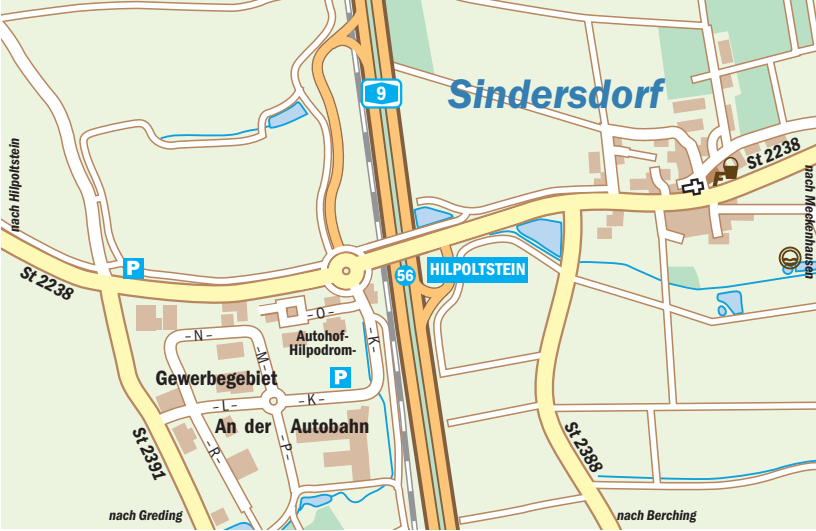 9
Sindersdorf
St 2238
nach Hilpoltstein
nach Meckenhausen
P
56
HILPOLTSTEIN
St 2238
-O-
Autohof-
Hilpodrom-
-K-
-N-
-M-
P
Gewerbegebiet
-L-
-K-
An der Autobahn
-R-
-P-
St 2391
St 2388
nach Greding
nach Berching